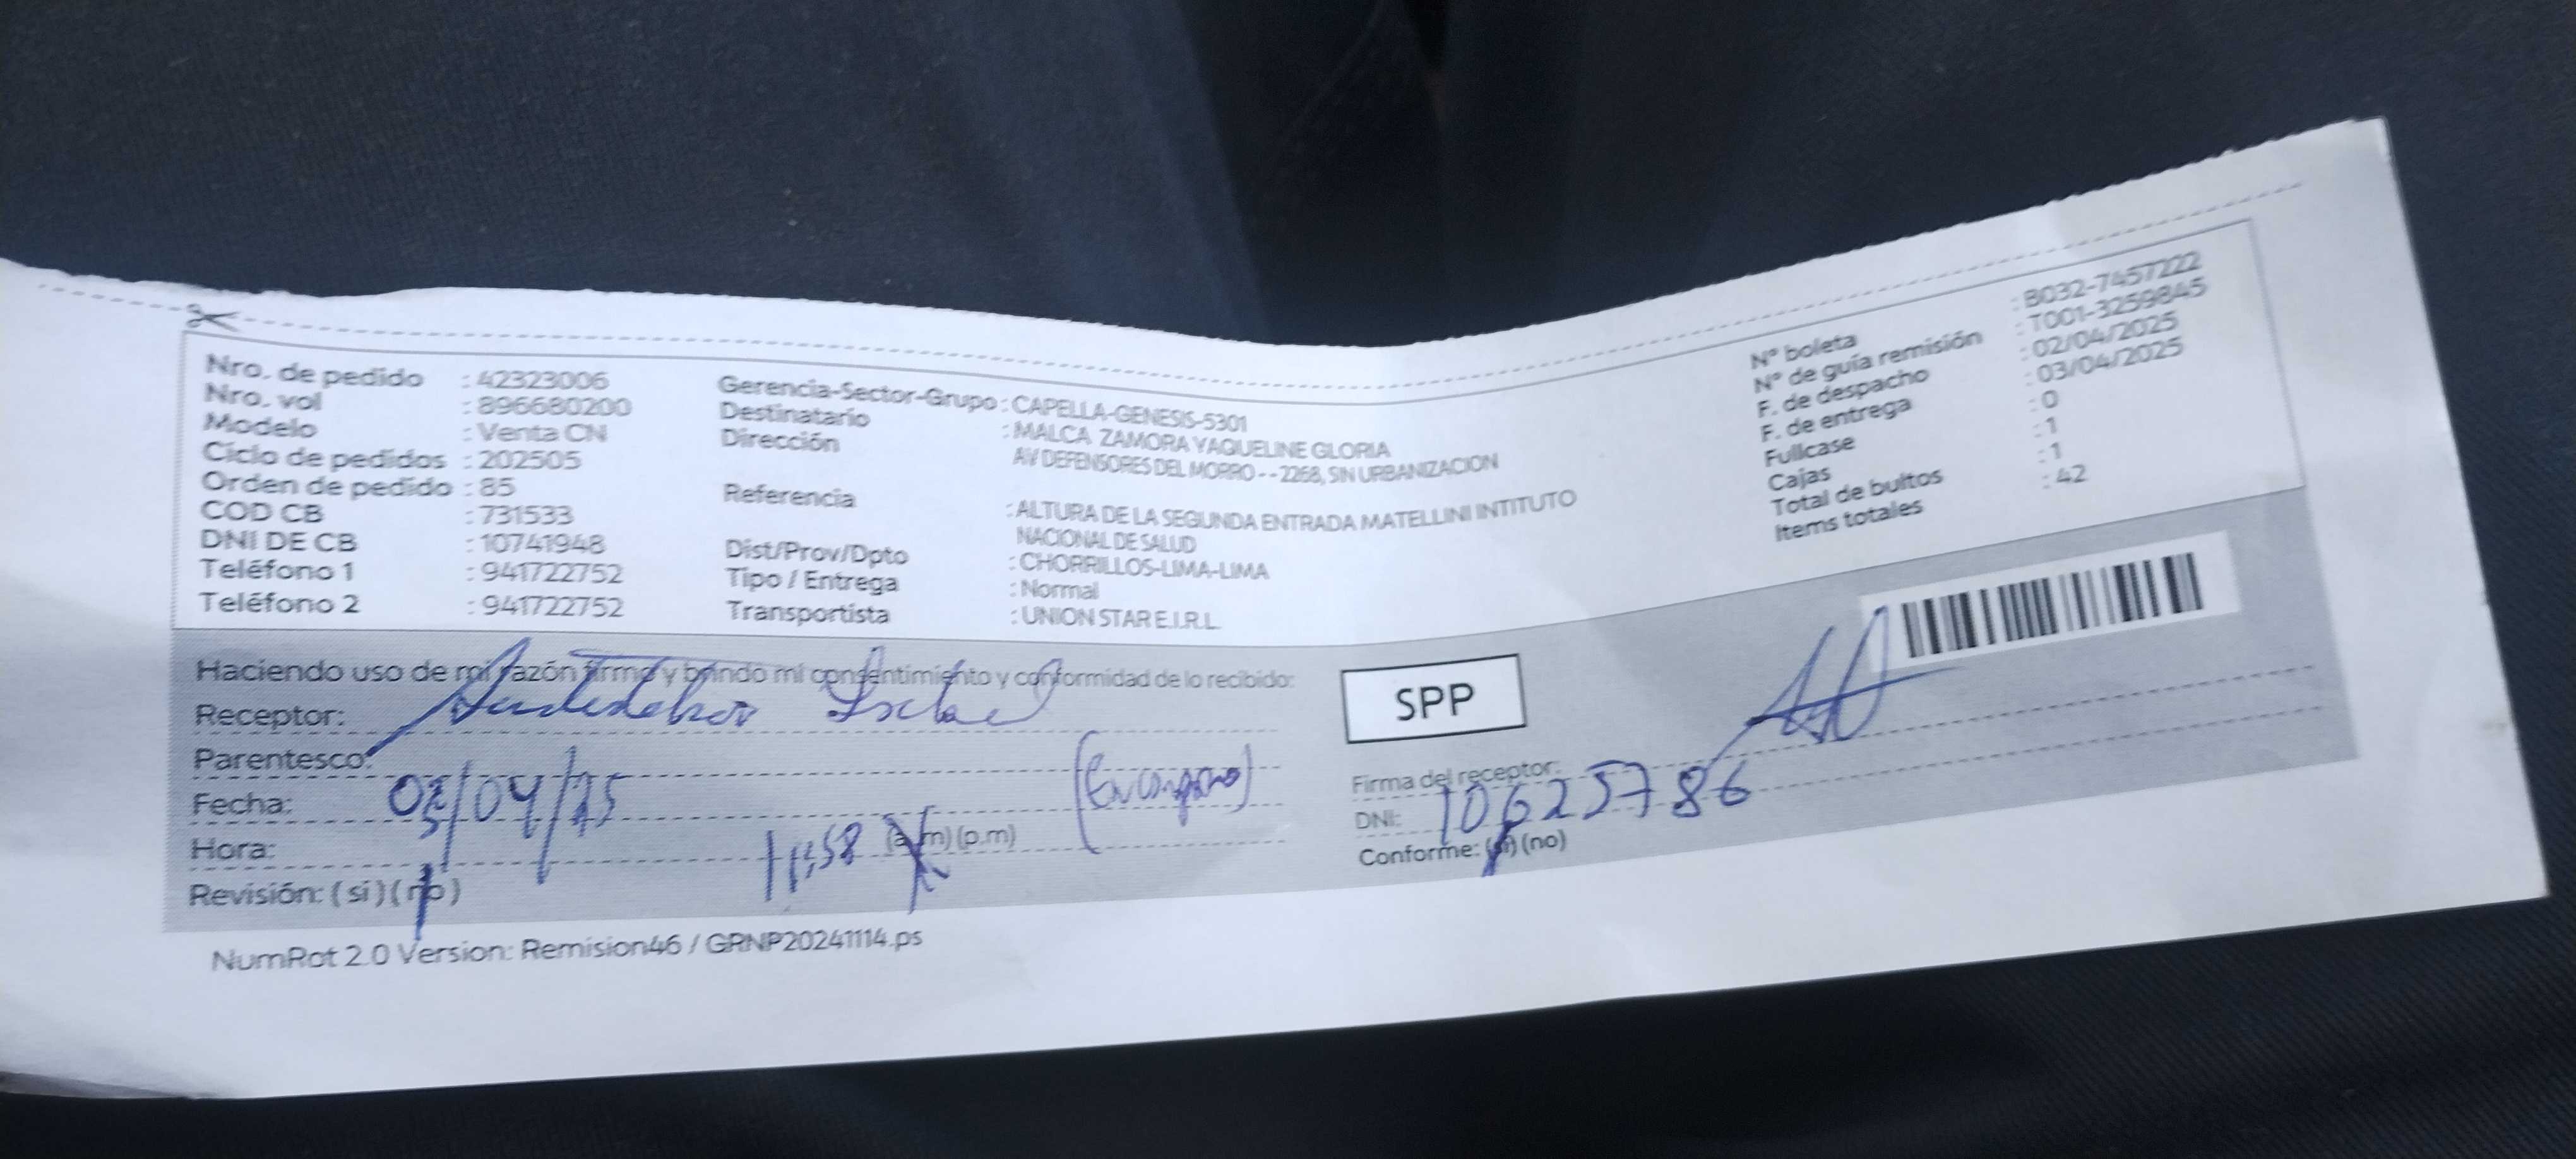 Nro. de pedido : 42323006
Nro. vol : 896680200
Modelo : Venta CN
Ciclo de pedidos : 202505
Orden de pedido : 85
COD CB : 731533
DNI DE CB : 10741948
Teléfono 1 : 941722752
Teléfono 2 : 941722752
Gerencia-Sector-Grupo : CAPELLA-GENESIS-5301
Destinatario : MALCA ZAMORA YAQUELINE GLORIA
Dirección AV DEFENSORES DEL MORRO - - 2268, SN URBANIZACION
Referencia : ALTURA DE LA SEGUNDA ENTRADA MATELLINI INTITUTO
NACIONAL DE SALUD
Dist/Prov/Dpto : CHORRILLOS-LIMA-LIMA
Tipo / Entrega : Normal
Transportista : UNION STAR E.I.R.L.
N° boleta : B032-7457222
N° de guía remisión : T001-3259845
F. de despacho : 02/04/2025
F. de entrega : 03/04/2025
Fullcase : 0
Cajas : 1
Total de bultos : 1
Items totales : 42
Haciendo uso de mi razón firmo y brindo mi consentimiento y conformidad de lo recibido:
Receptor:
Parentesco:
Fecha: 03/04/25
Hora: 11:58 (a.m) (p.m)
Revisión: (si) (no)
SPP
Firma del receptor:
DNI: 10625786
Conforme: (si) (no)
NumRot 2.0 Version: Remision46 / GRNP20241114.ps